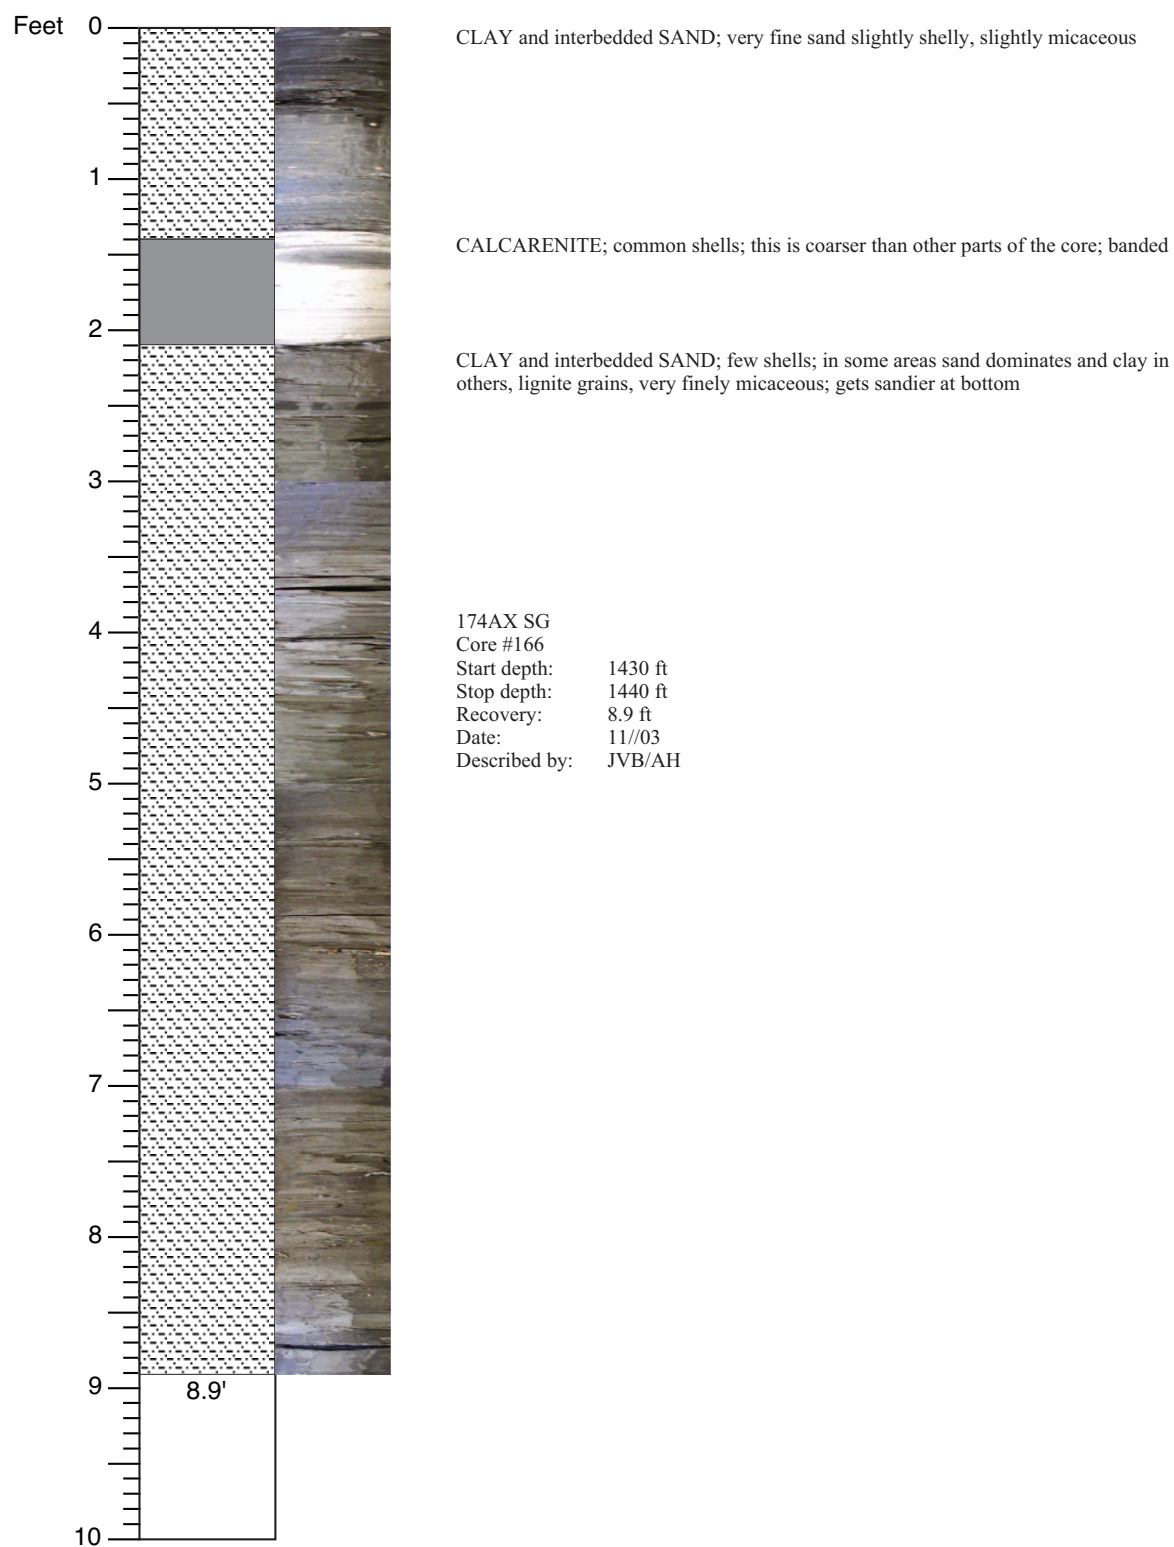 Feet 0
CLAY and interbedded SAND; very fine sand slightly shelly, slightly micaceous
1
CALCARENITE; common shells; this is coarser than other parts of the core; banded
2
CLAY and interbedded SAND; few shells; in some areas sand dominates and clay in
others, lignite grains, very finely micaceous; gets sandier at bottom
3
4
174AX SG
Core #166
Start depth: 1430 ft
Stop depth: 1440 ft
Recovery: 8.9 ft
Date: 11//03
Described by: JVB/AH
5
6
7
8
9
8.9'
10